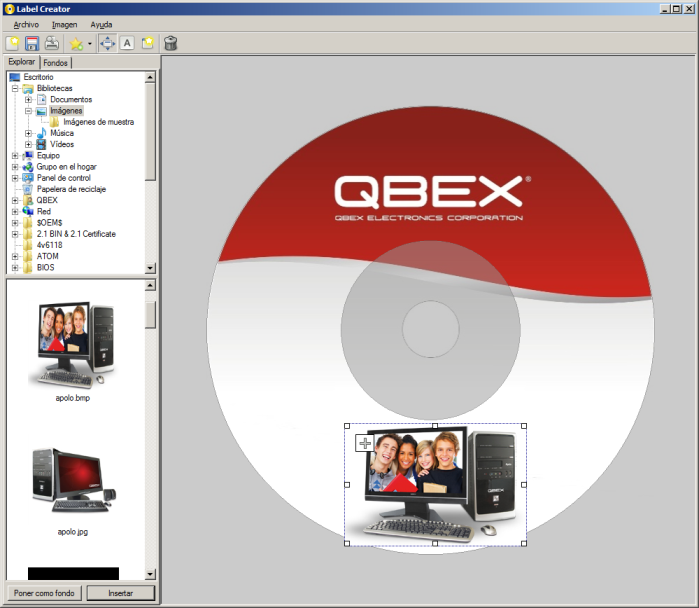 Label Creator
Archivo Imagen Ayuda
A
Explorar Fondos
Escritorio
Bibliotecas
Documentos
Imágenes
Imágenes de muestra
Música
Vídeos
Equipo
Grupo en el hogar
Panel de control
Papelera de reciclaje
QBEX
Red
$OEM$
2.1 BIN & 2.1 Certificate
4v6118
ATOM
BIOS
apolo.bmp
apolo.jpg
Poner como fondo Insertar
QBEX®
QBEX ELECTRONICS CORPORATION
QBEX